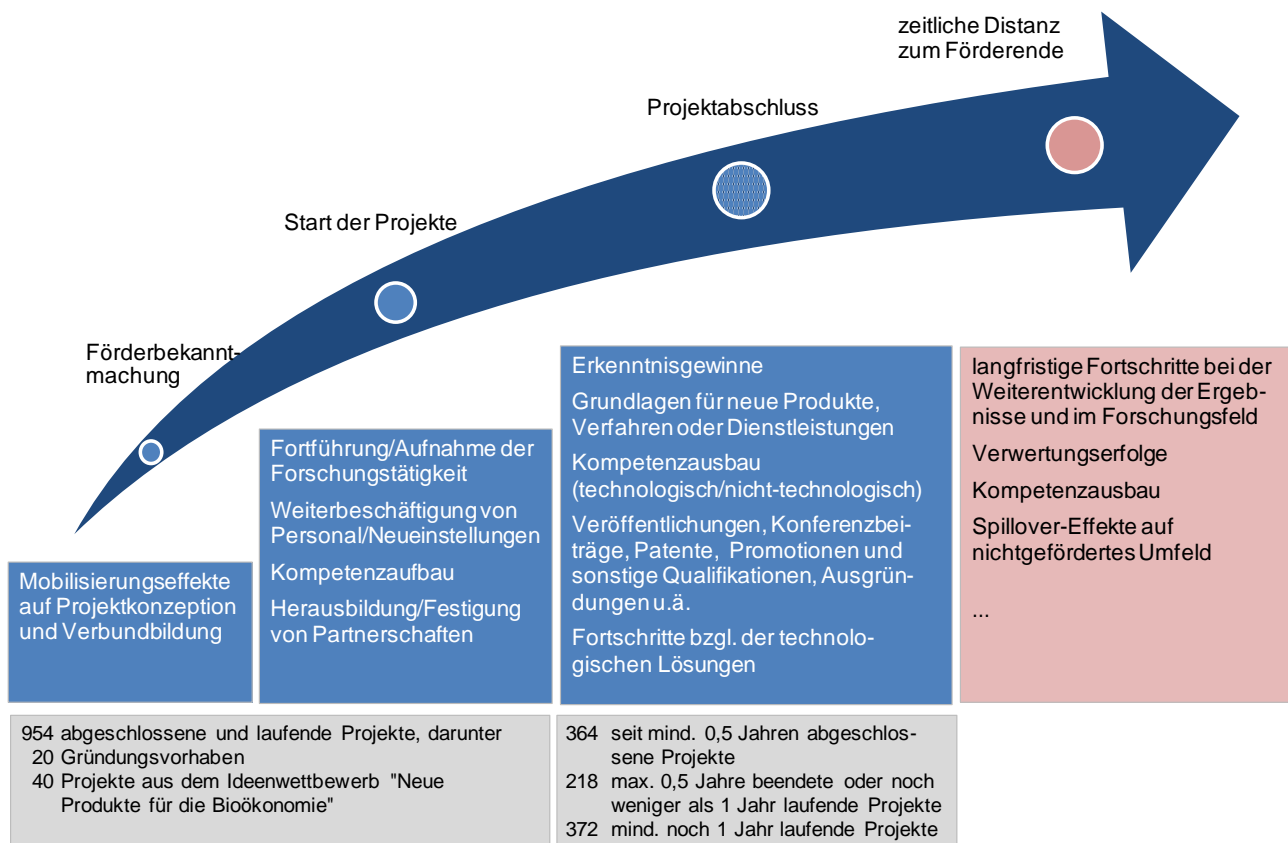 zeitliche Distanz
zum Förderende
Projektabschluss
Start der Projekte
Förderbekannt-
machung
Mobilisierungseffekte
auf Projektkonzeption
und Verbundbildung
Fortführung/Aufnahme der
Forschungstätigkeit
Weiterbeschäftigung von
Personal/Neueinstellungen
Kompetenzaufbau
Herausbildung/Festigung
von Partnerschaften
Erkenntnisgewinne
Grundlagen für neue Produkte,
Verfahren oder Dienstleistungen
Kompetenzausbau
(technologisch/nicht-technologisch)
Veröffentlichungen, Konferenzbei-
träge, Patente, Promotionen und
sonstige Qualifikationen, Ausgrün-
dungen u.ä.
Fortschritte bzgl. der technolo-
gischen Lösungen
langfristige Fortschritte bei der
Weiterentwicklung der Ergeb-
nisse und im Forschungsfeld
Verwertungserfolge
Kompetenzausbau
Spillover-Effekte auf
nichtgefördertes Umfeld
...
954 abgeschlossene und laufende Projekte, darunter
20 Gründungsvorhaben
40 Projekte aus dem Ideenwettbewerb "Neue
Produkte für die Bioökonomie"
364 seit mind. 0,5 Jahren abgeschlos-
sene Projekte
218 max. 0,5 Jahre beendete oder noch
weniger als 1 Jahr laufende Projekte
372 mind. noch 1 Jahr laufende Projekte